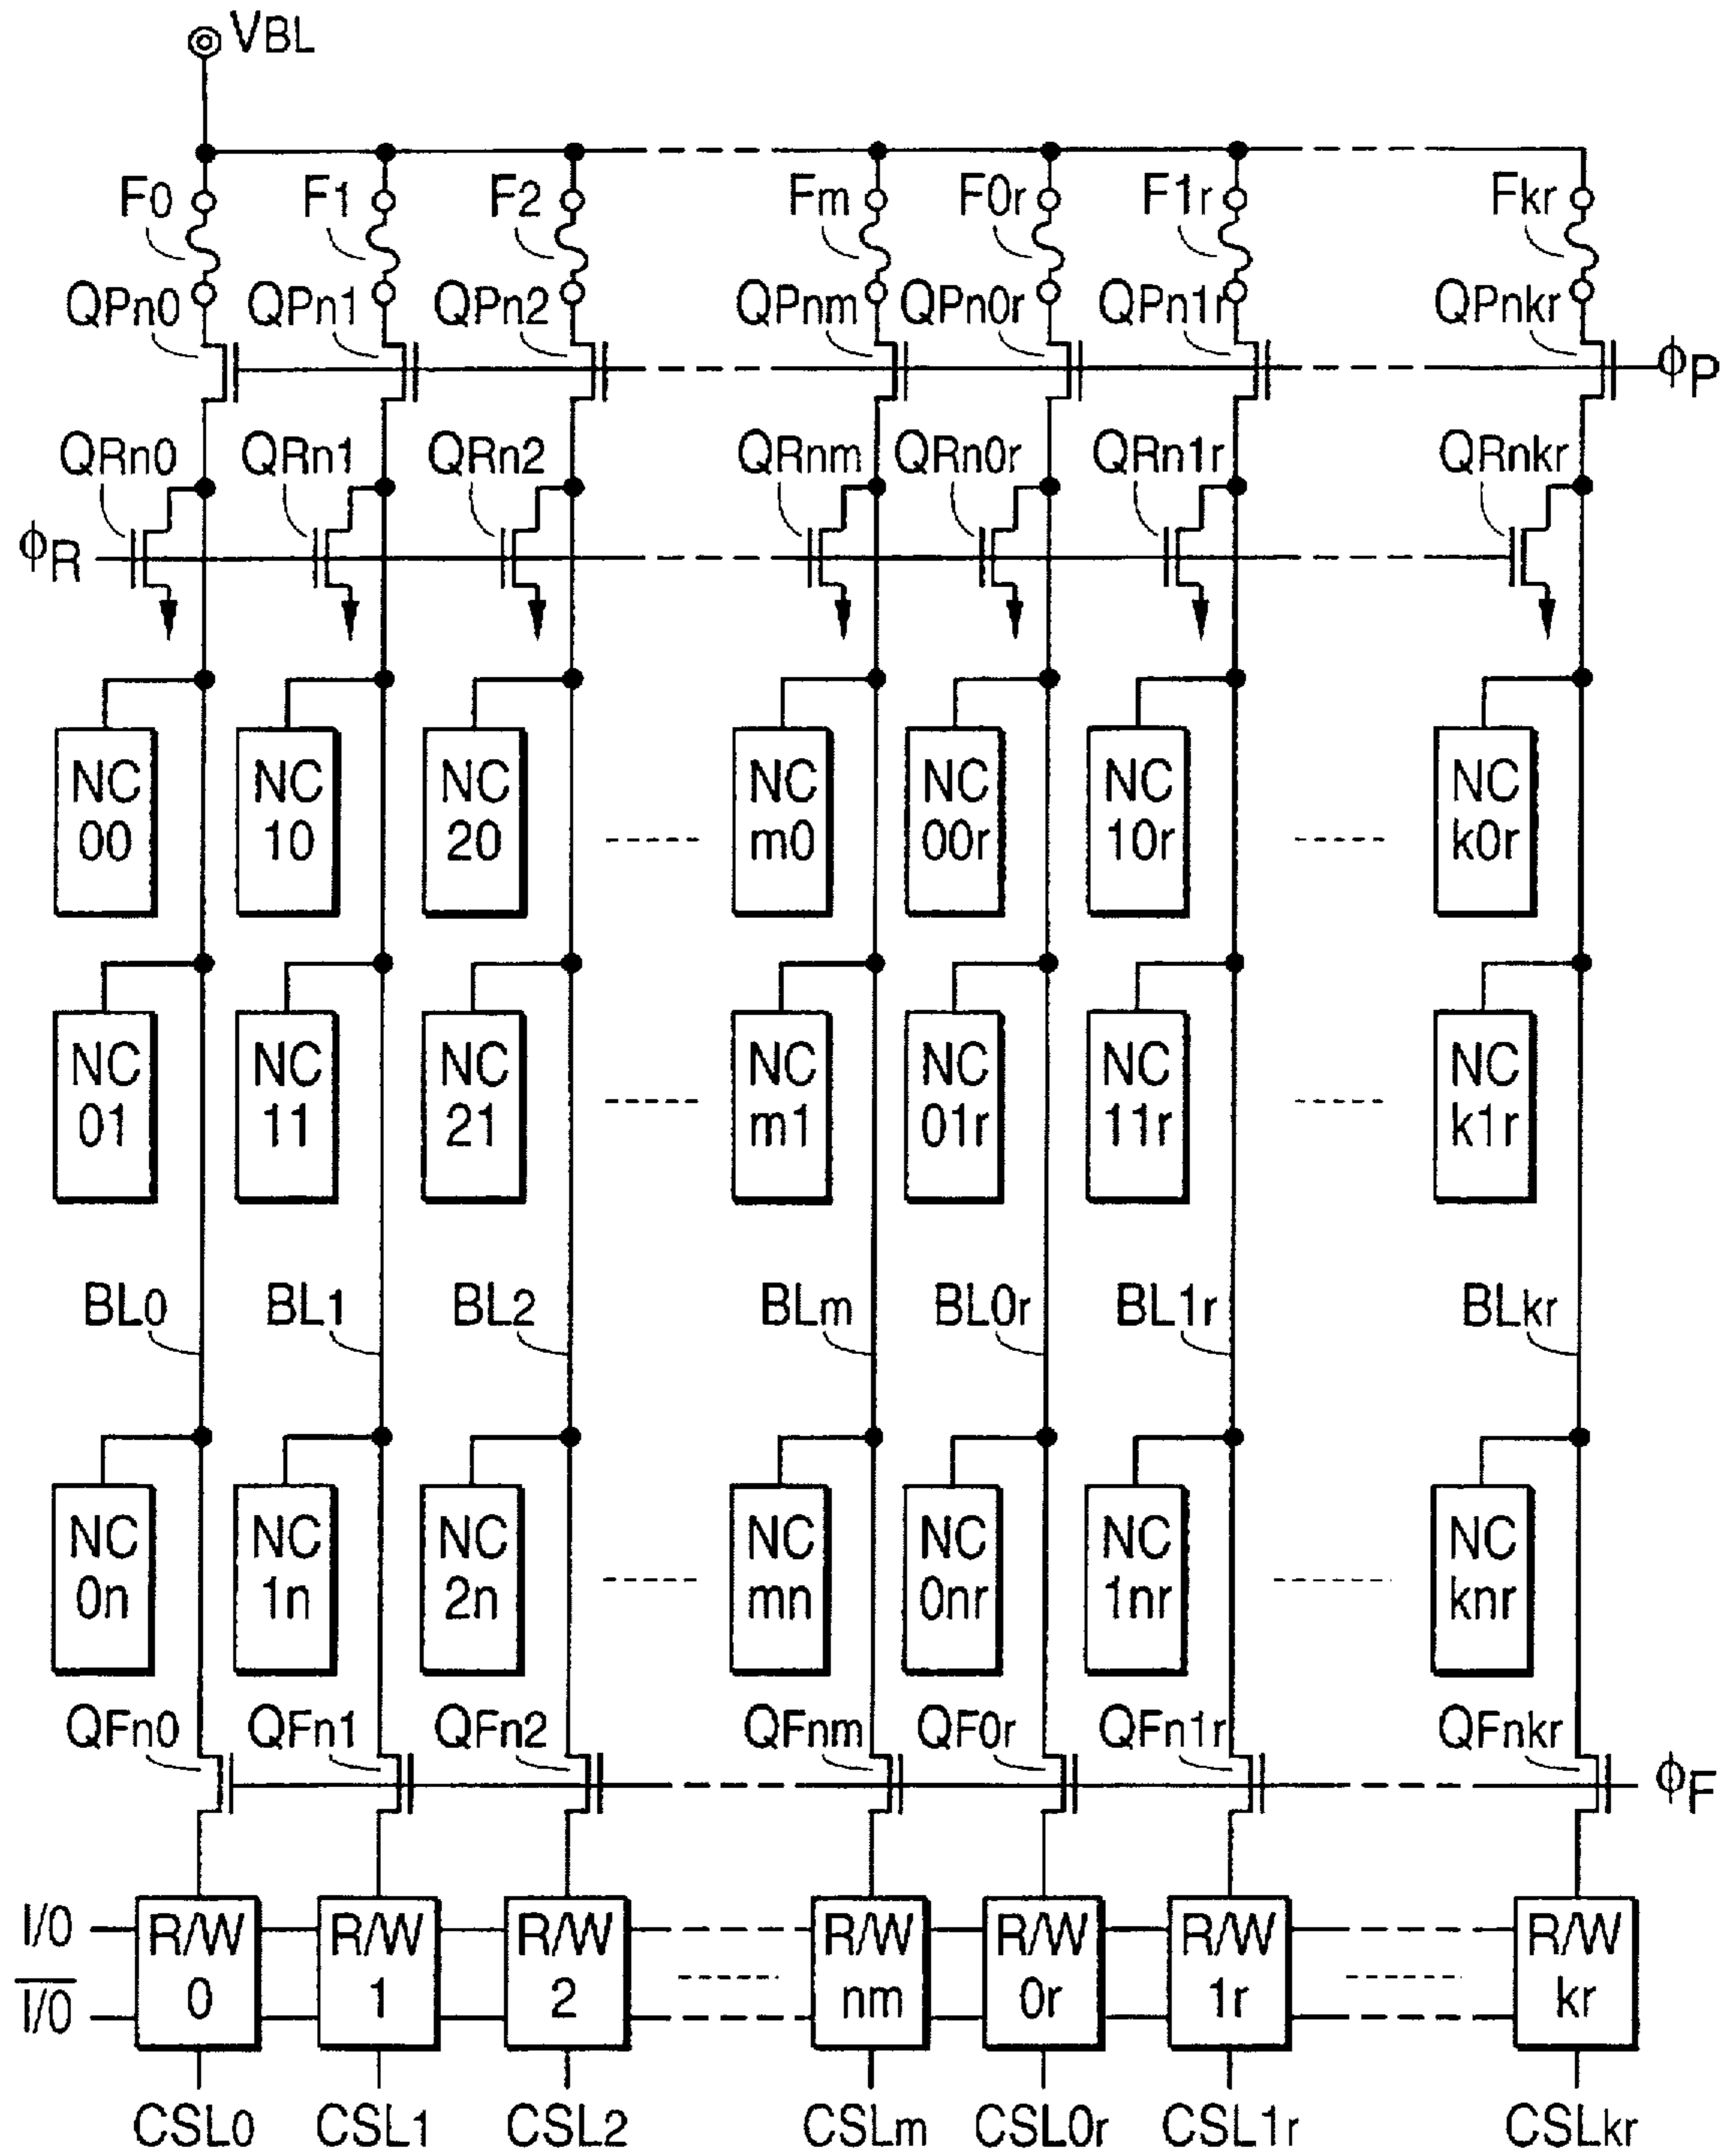 VBL
F0 F1 F2 Fm F0r F1r Fkr
QPn0 QPn1 QPn2 QPnm QPn0r QPn1r QPnkr
ϕP
QRn0 QRn1 QRn2 QRnm QRn0r QRn1r QRnkr
ϕR
NC NC NC NC NC NC NC
00 10 20 m0 00r 10r k0r
NC NC NC NC NC NC NC
01 11 21 m1 01r 11r k1r
BL0 BL1 BL2 BLm BL0r BL1r BLkr
NC NC NC NC NC NC NC
0n 1n 2n mn 0nr 1nr knr
QFn0 QFn1 QFn2 QFnm QF0r QFn1r QFnkr
ϕF
I/O R/W R/W R/W R/W R/W R/W R/W
I̅/̅O̅ 0 1 2 nm 0r 1r kr
CSL0 CSL1 CSL2 CSLm CSL0r CSL1r CSLkr